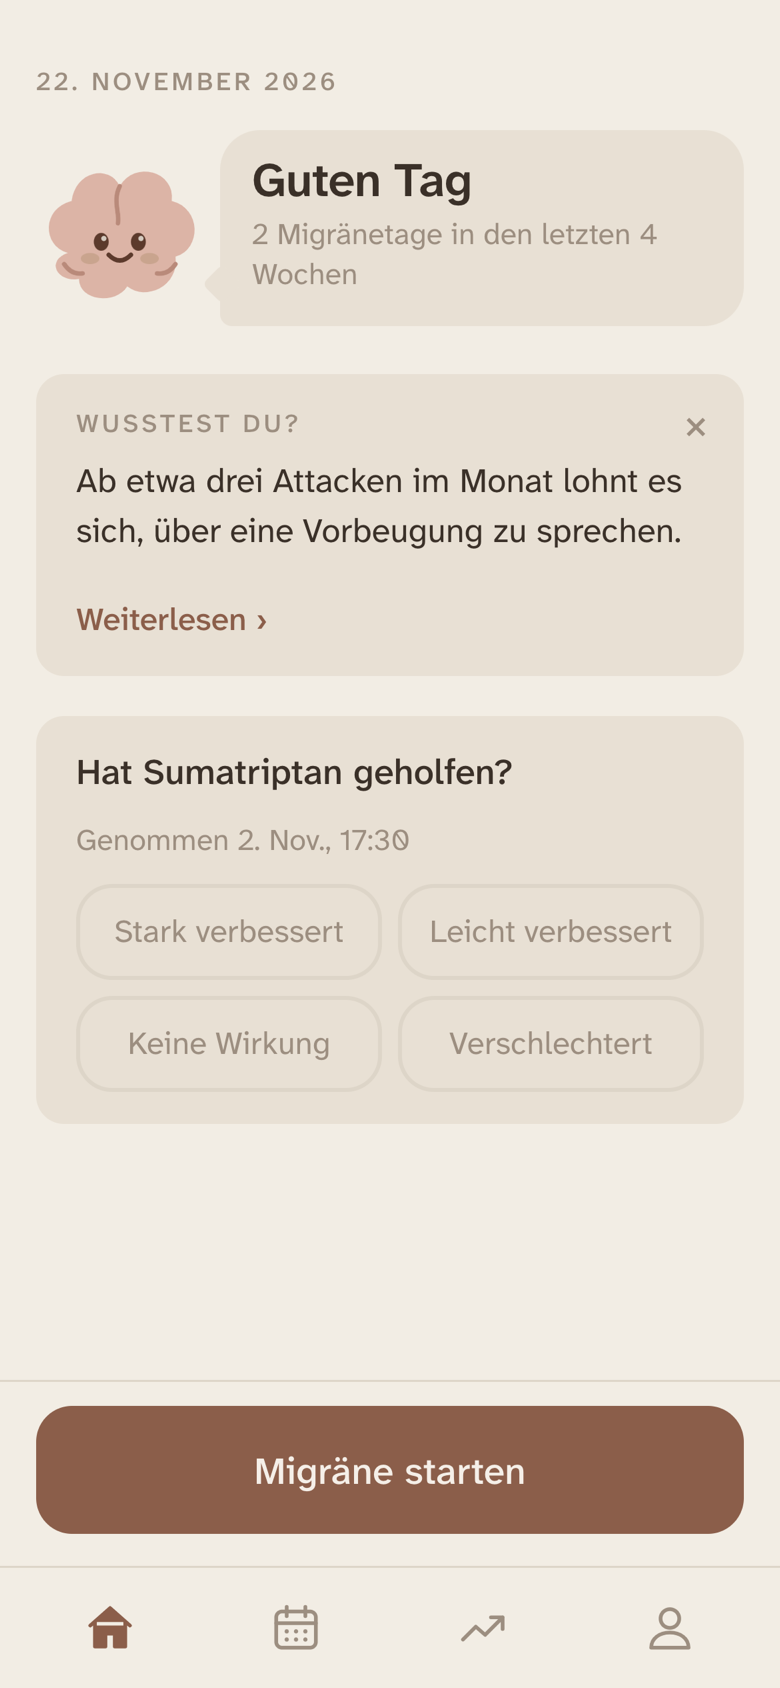 22. NOVEMBER 2026
Guten Tag
2 Migränetage in den letzten 4
Wochen
WUSSTEST DU?
×
Ab etwa drei Attacken im Monat lohnt es
sich, über eine Vorbeugung zu sprechen.
Weiterlesen ›
Hat Sumatriptan geholfen?
Genommen 2. Nov., 17:30
Stark verbessert
Leicht verbessert
Keine Wirkung
Verschlechtert
Migräne starten